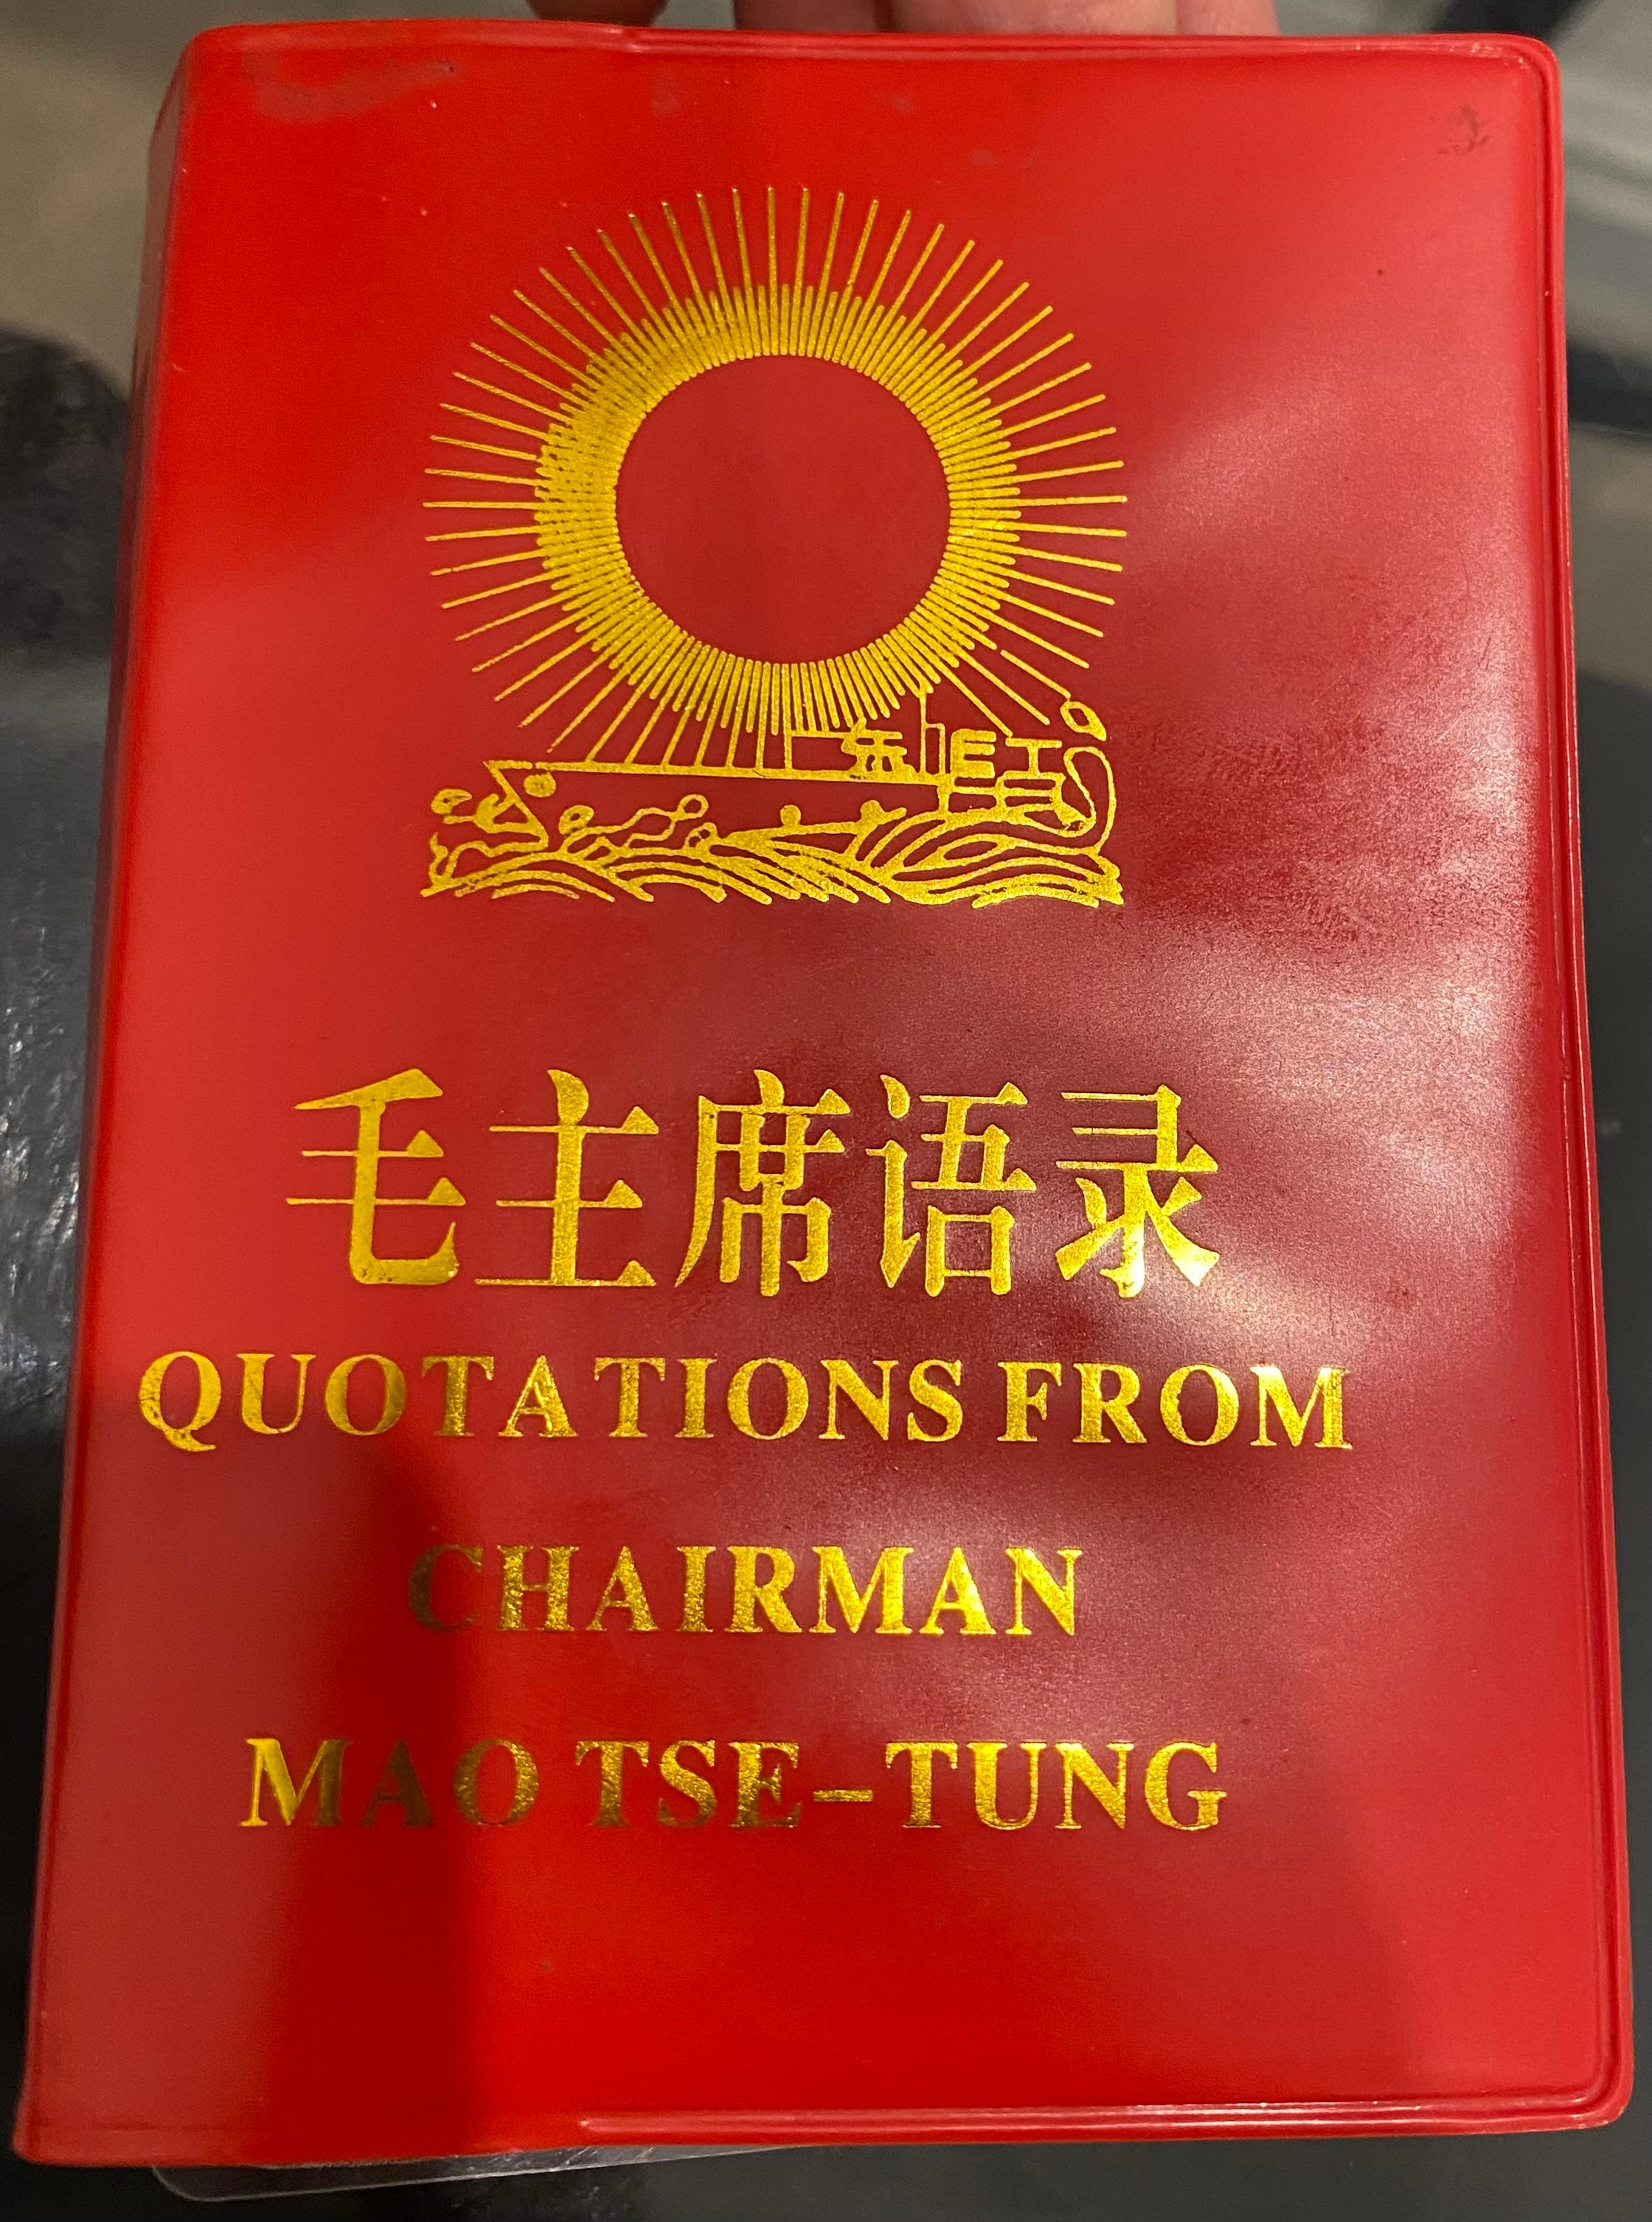 毛主席语录
QUOTATIONS FROM
CHAIRMAN
MAO TSE-TUNG